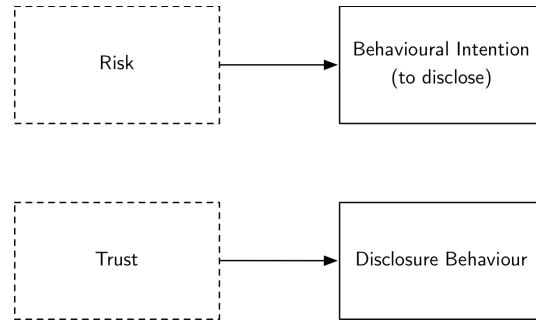 Risk
Behavioural Intention
(to disclose)
Trust
Disclosure Behaviour